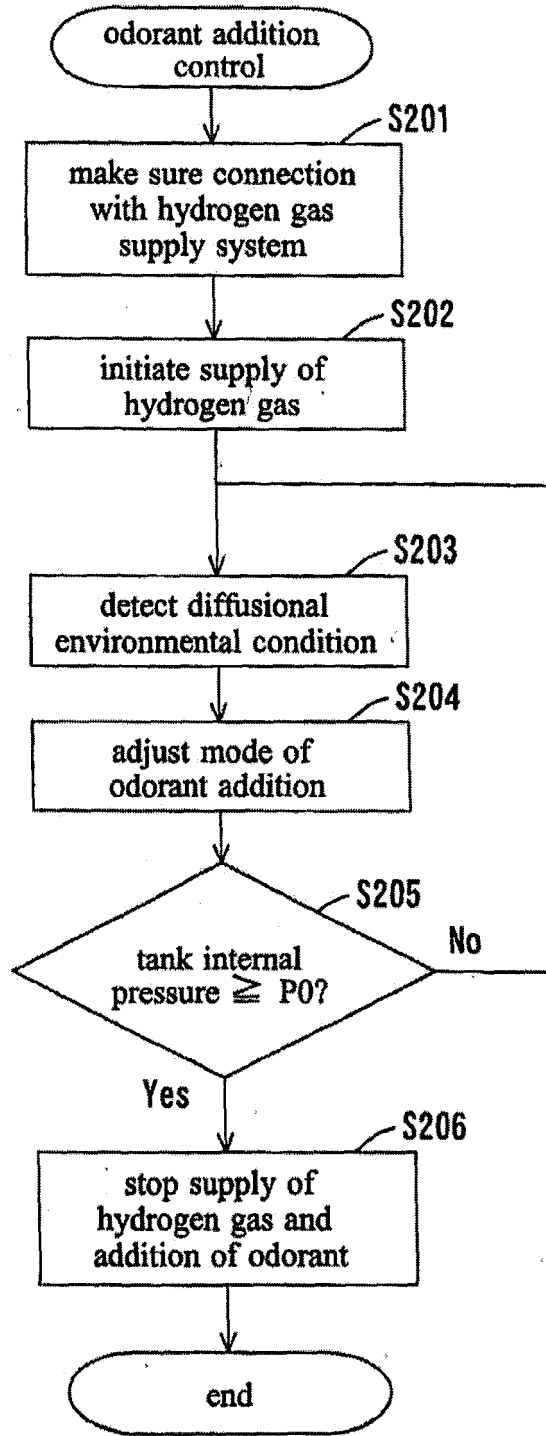 odorant addition
control
S201
make sure connection
with hydrogen gas
supply system
S202
initiate supply of
hydrogen gas
S203
detect diffusional
environmental condition
S204
adjust mode of
odorant addition
S205
tank internal
pressure ≧ P0?
No
Yes
S206
stop supply of
hydrogen gas and
addition of odorant
end